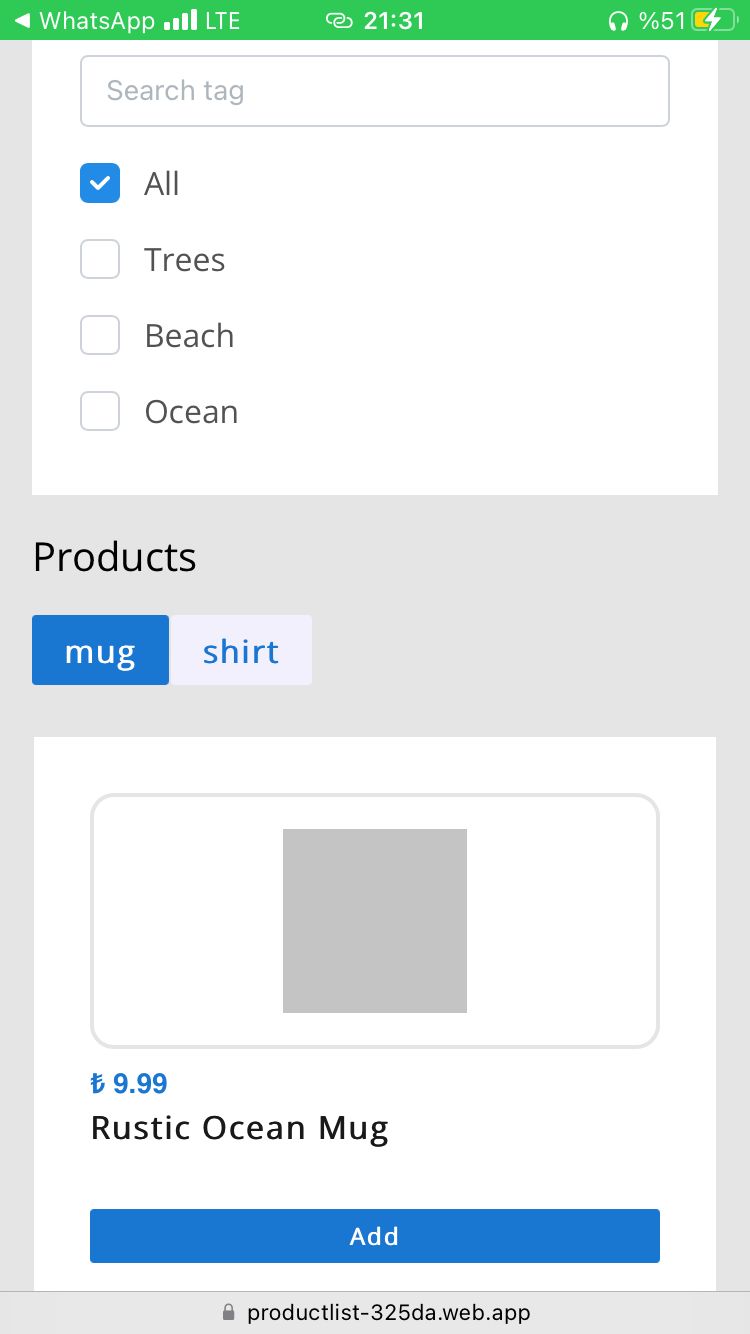 WhatsApp LTE 21:31 %51
Search tag
All
Trees
Beach
Ocean
Products
mug shirt
₺ 9.99
Rustic Ocean Mug
Add
productlist-325da.web.app